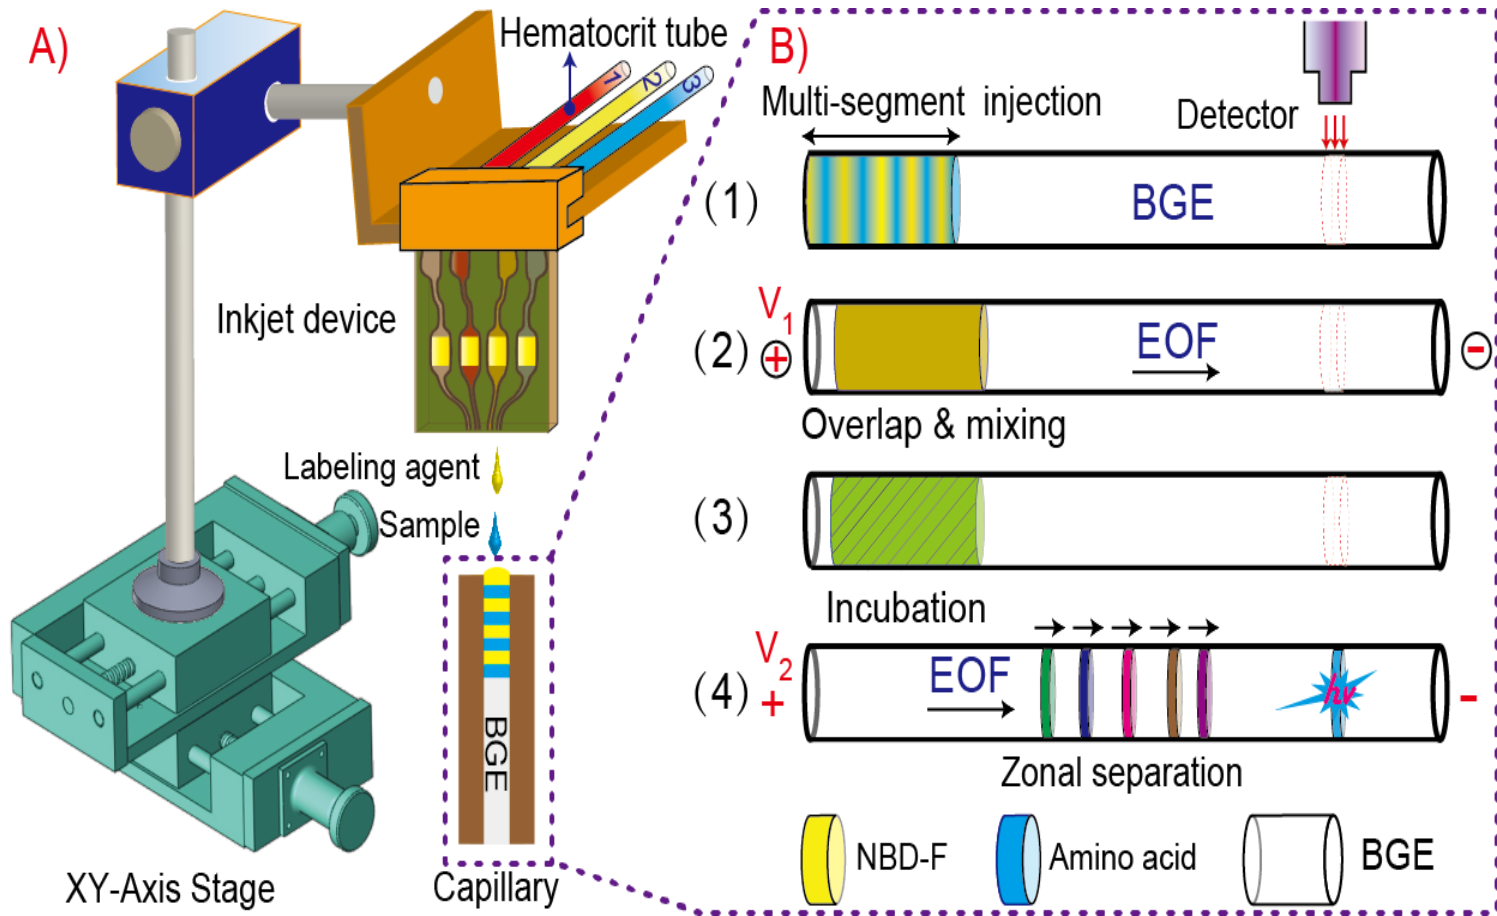 A)
Hematocrit tube
1
2
3
Inkjet device
Labeling agent
Sample
BGE
XY-Axis Stage
Capillary
B)
Multi-segment injection
Detector
(1)
BGE
V1
(2)
+
EOF
-
Overlap & mixing
(3)
Incubation
V2
(4)
+
EOF
hν
-
Zonal separation
NBD-F
Amino acid
BGE